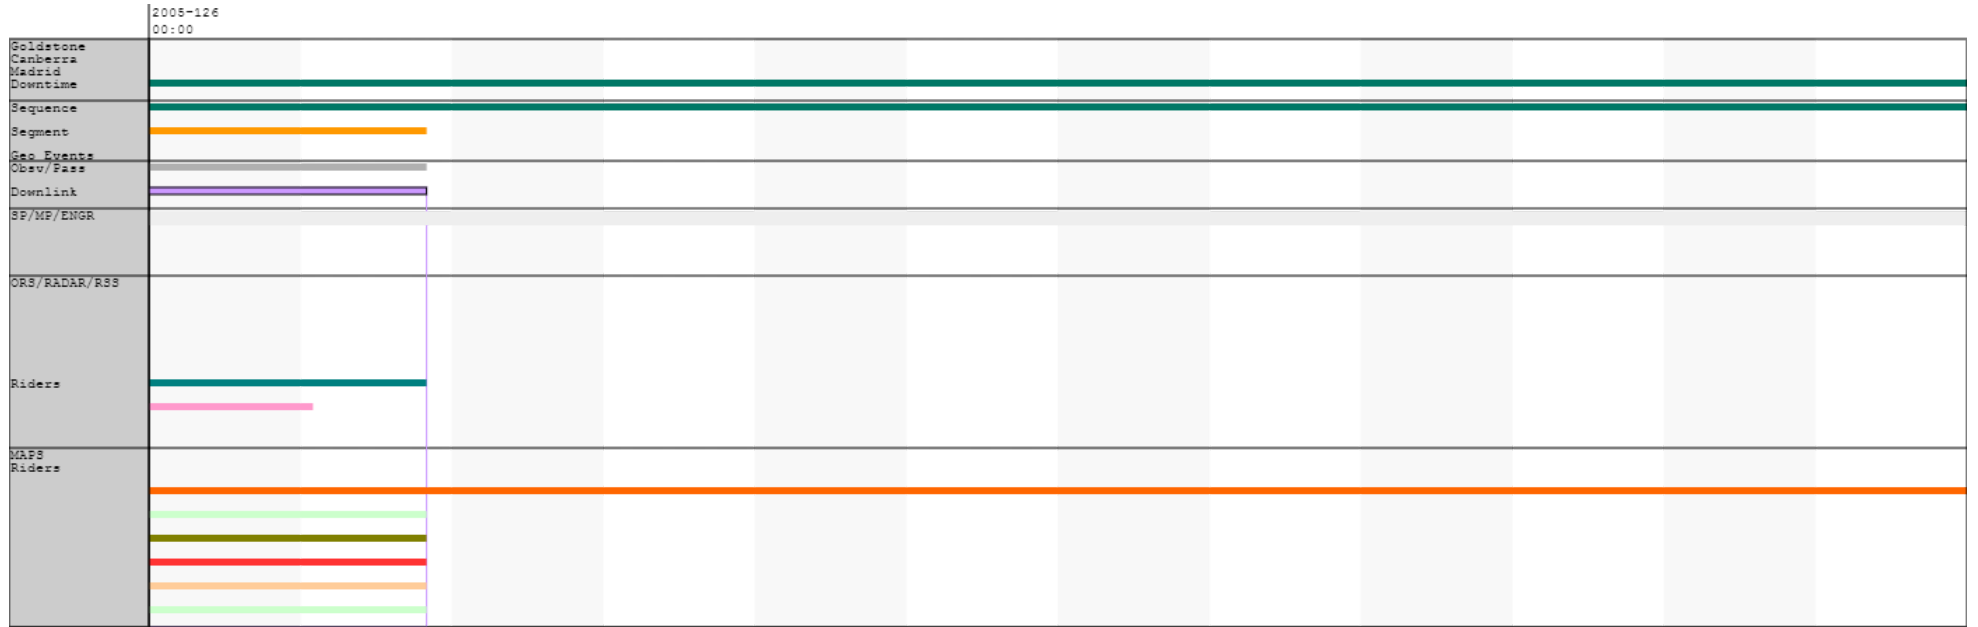 2005-126
00:00
Goldstone
Canberra
Madrid
Downtime
Sequence
Segment
Geo Events
Obsv/Pass
Downlink
SP/MP/ENGR
ORS/RADAR/RSS
Riders
MAPS
Riders